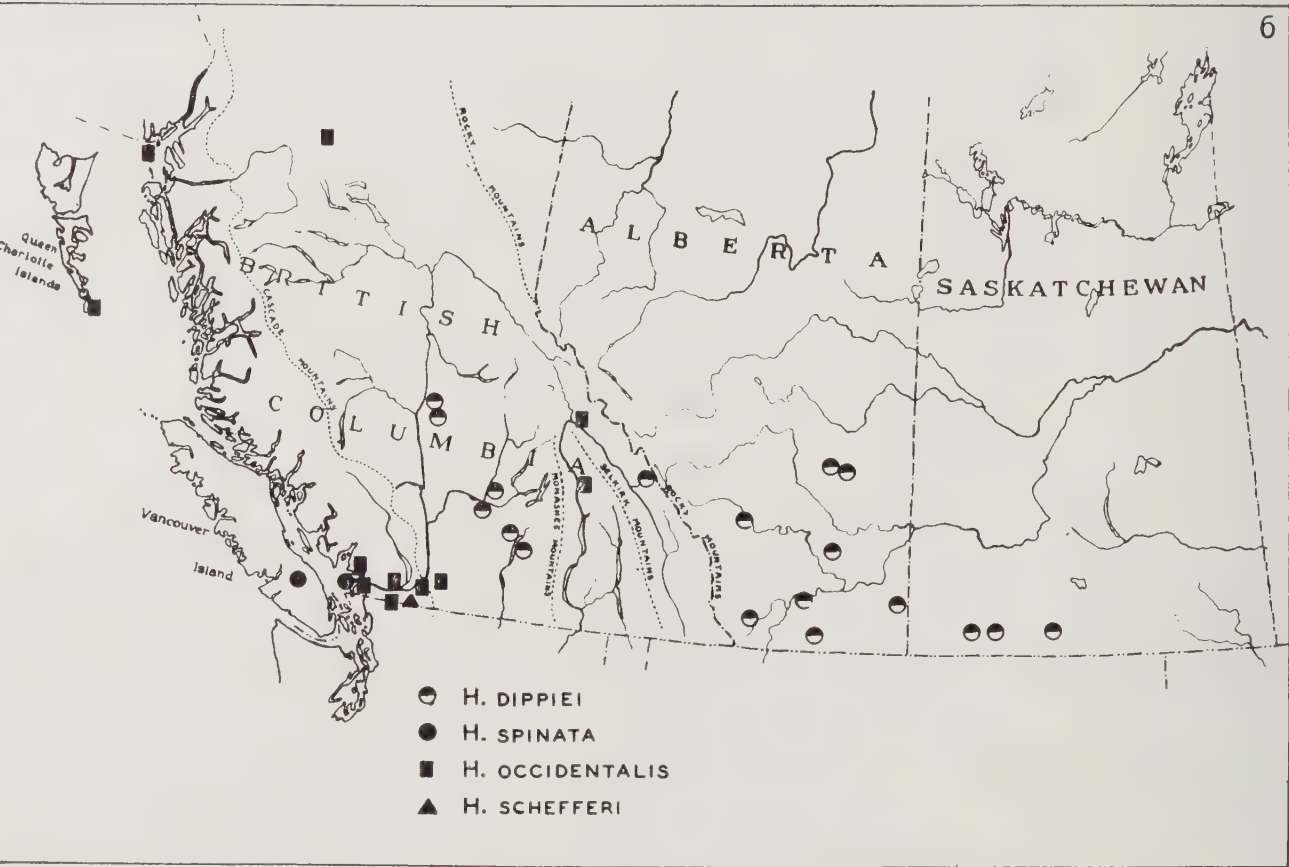 6
ROCKY MOUNTAINS
ALBERTA
SASKATCHEWAN
Queen
Charlotte
Islands
BRITISH
COLUMBIA
CASCADE MOUNTAINS
MONASHEE MOUNTAINS
SELKIRK MOUNTAINS
ROCKY MOUNTAINS
Vancouver
Island
H. DIPPIEI
H. SPINATA
H. OCCIDENTALIS
H. SCHEFFERI